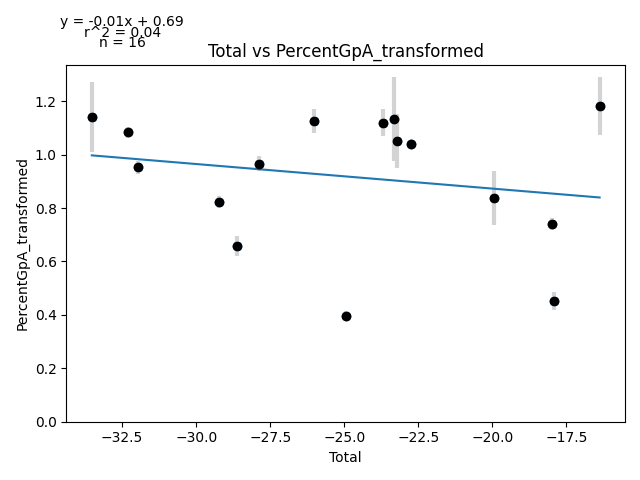 y = -0.01x + 0.69
r^2 = 0.04
n = 16
Total vs PercentGpA_transformed
PercentGpA_transformed
1.2
1.0
0.8
0.6
0.4
0.2
0.0
−32.5 −30.0 −27.5 −25.0 −22.5 −20.0 −17.5
Total